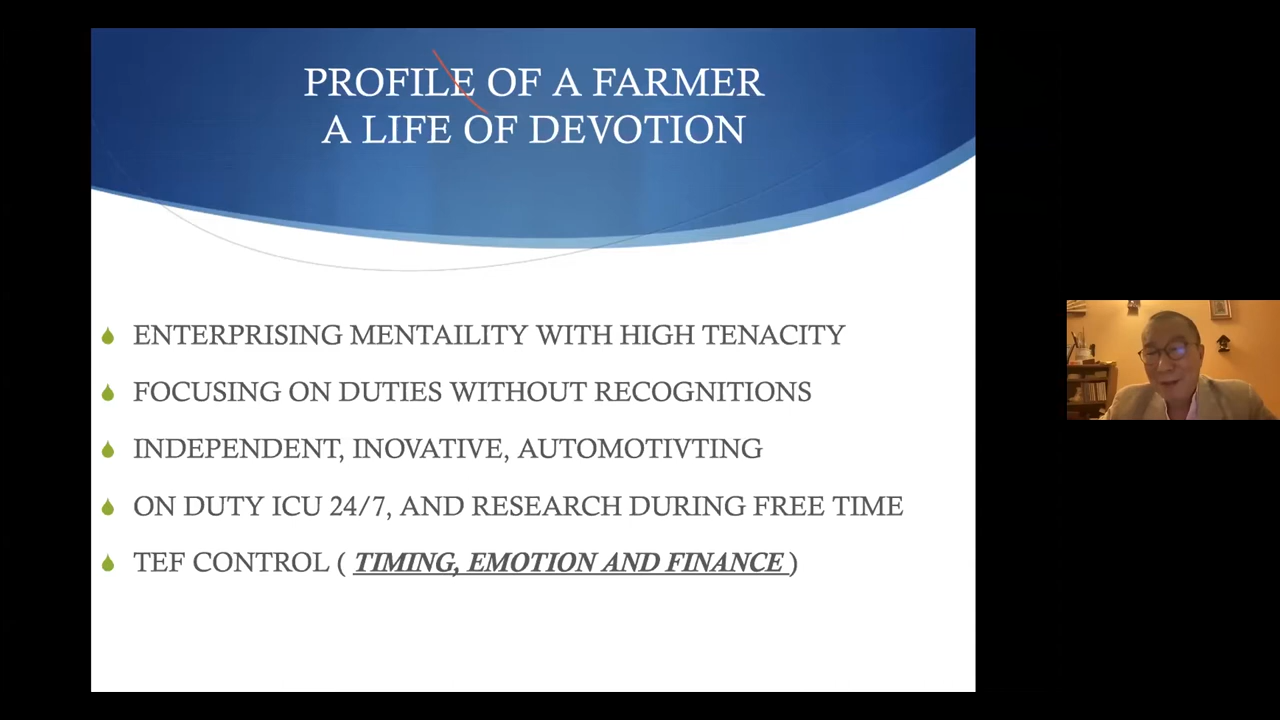 PROFILE OF A FARMER
A LIFE OF DEVOTION
ENTERPRISING MENTAILITY WITH HIGH TENACITY
FOCUSING ON DUTIES WITHOUT RECOGNITIONS
INDEPENDENT, INOVATIVE, AUTOMOTIVTING
ON DUTY ICU 24/7, AND RESEARCH DURING FREE TIME
TEF CONTROL ( TIMING, EMOTION AND FINANCE )